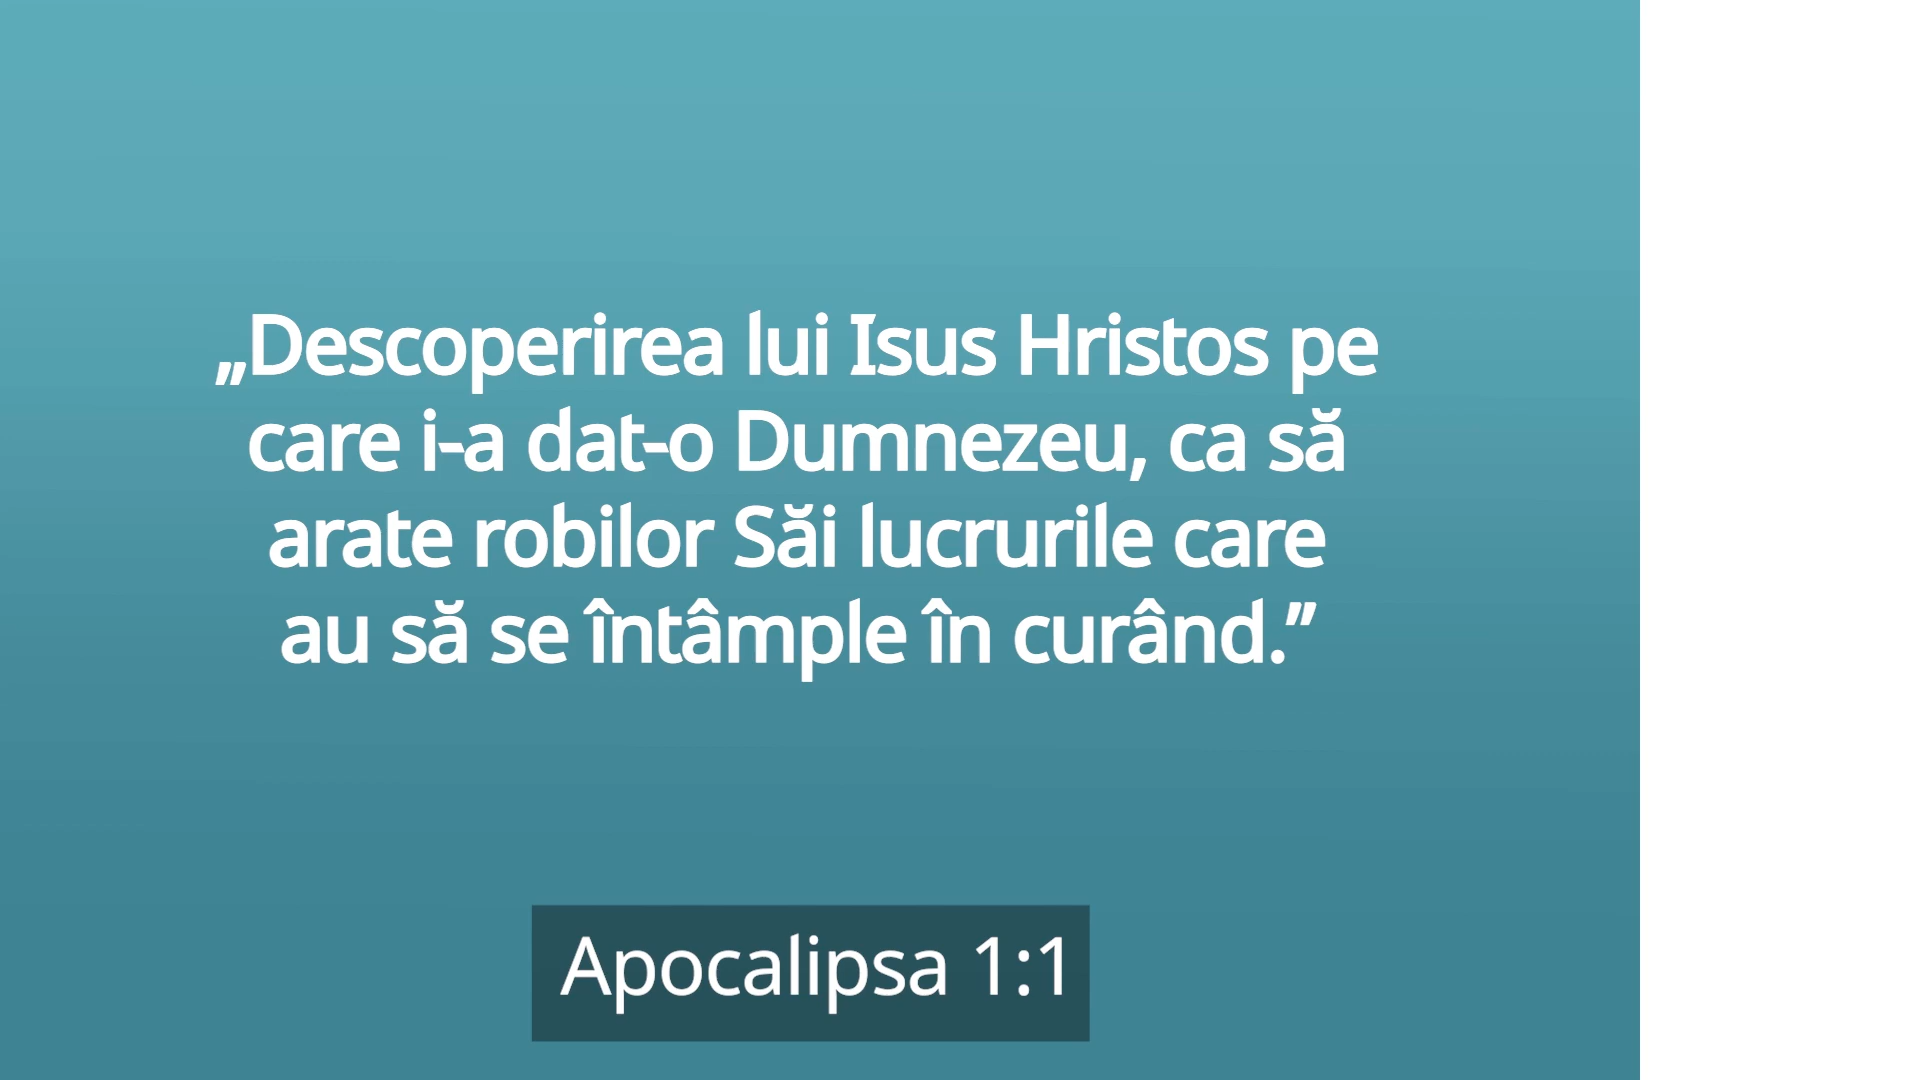 „Descoperirea lui Isus Hristos pe
care i-a dat-o Dumnezeu, ca să
arate robilor Săi lucrurile care
au să se întâmple în curând.”
Apocalipsa 1:1